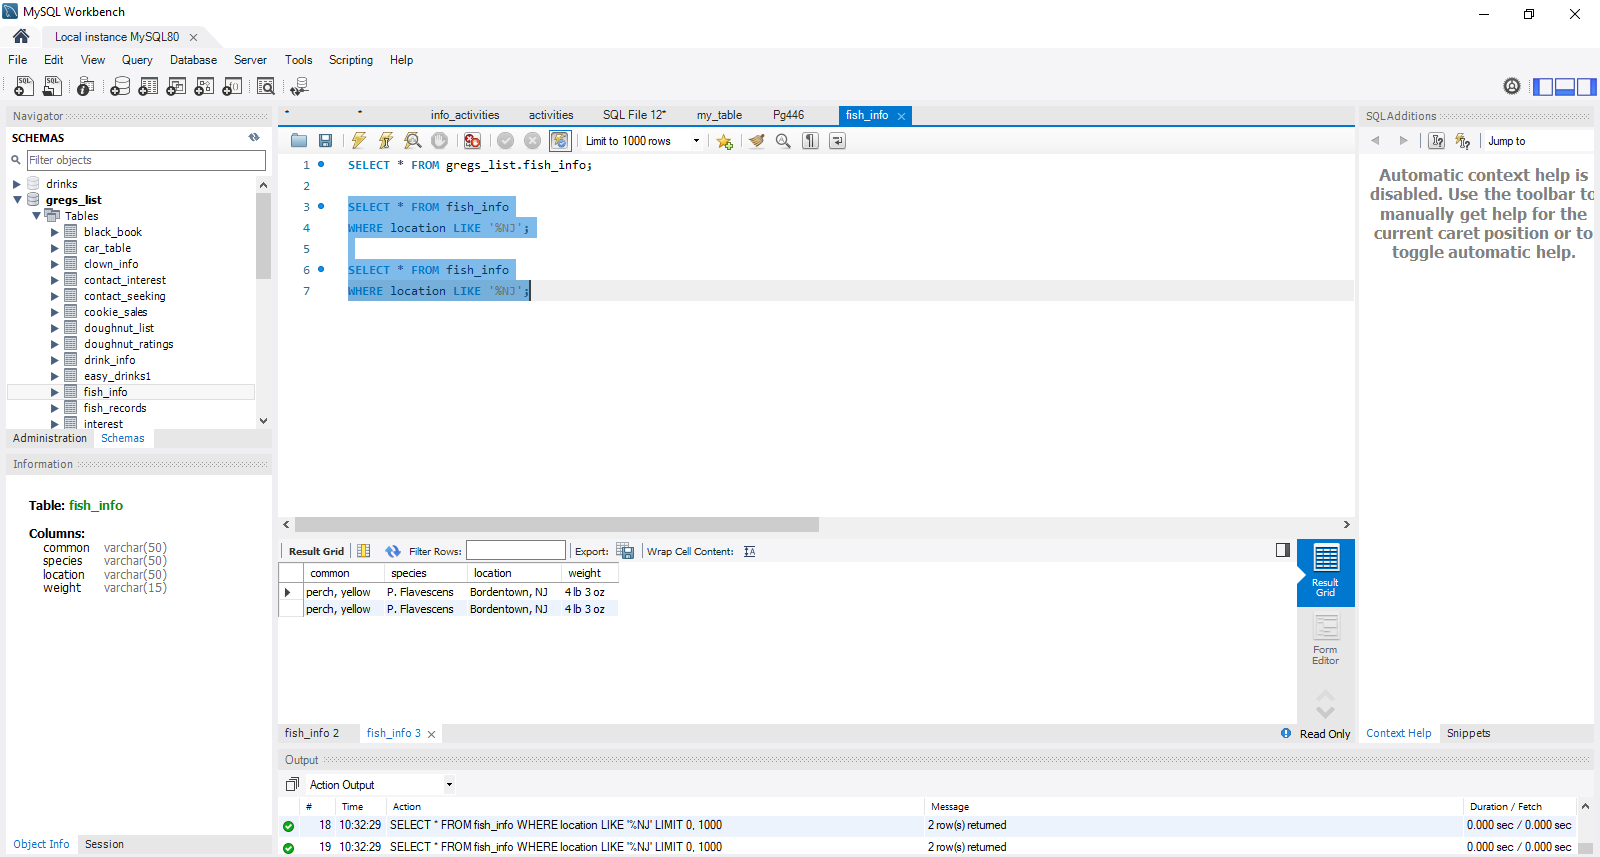 MySQL Workbench
Local instance MySQL80
File Edit View Query Database Server Tools Scripting Help
Navigator
SCHEMAS
Filter objects
drinks
gregs_list
Tables
black_book
car_table
clown_info
contact_interest
contact_seeking
cookie_sales
doughnut_list
doughnut_ratings
drink_info
easy_drinks1
fish_info
fish_records
interest
Administration Schemas
Information
Table: fish_info
Columns:
common varchar(50)
species varchar(50)
location varchar(50)
weight varchar(15)
Object Info Session
* * info_activities activities SQL File 12* my_table Pg446 fish_info
Limit to 1000 rows
1 SELECT * FROM gregs_list.fish_info;
2
3 SELECT * FROM fish_info
4 WHERE location LIKE '%NJ';
5
6 SELECT * FROM fish_info
7 WHERE location LIKE '%NJ';
Result Grid Filter Rows: Export: Wrap Cell Content:
common species location weight
perch, yellow P. Flavescens Bordentown, NJ 4 lb 3 oz
perch, yellow P. Flavescens Bordentown, NJ 4 lb 3 oz
Result
Grid
Form
Editor
fish_info 2 fish_info 3
Read Only
Output
Action Output
# Time Action Message Duration / Fetch
18 10:32:29 SELECT * FROM fish_info WHERE location LIKE '%NJ' LIMIT 0, 1000 2 row(s) returned 0.000 sec / 0.000 sec
19 10:32:29 SELECT * FROM fish_info WHERE location LIKE '%NJ' LIMIT 0, 1000 2 row(s) returned 0.000 sec / 0.000 sec
SQLAdditions
Jump to
Automatic context help is
disabled. Use the toolbar to
manually get help for the
current caret position or to
toggle automatic help.
Context Help Snippets